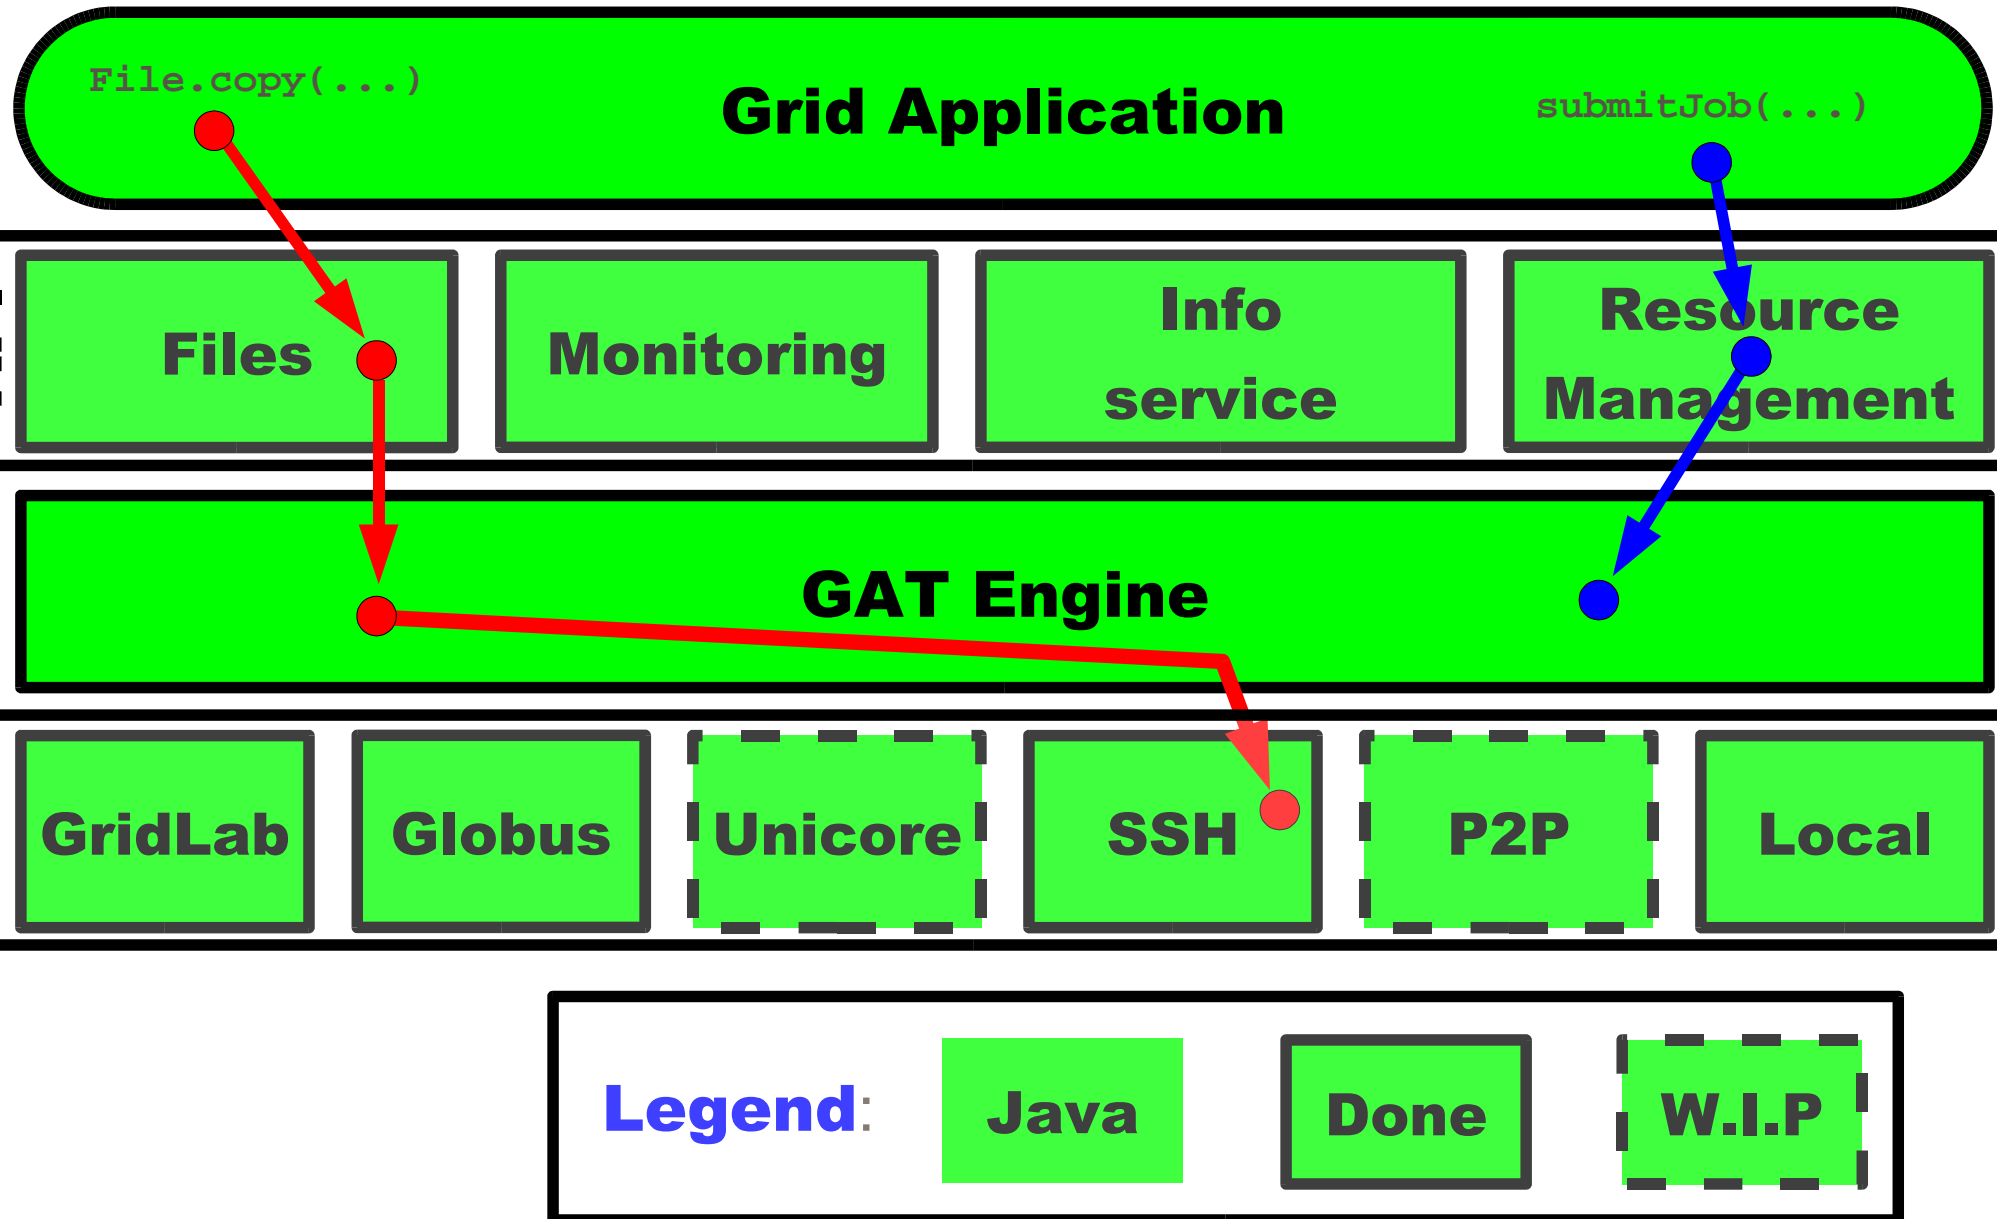 File.copy(...)
Grid Application
submitJob(...)
Files
Monitoring
Info
service
Resource
Management
GAT Engine
GridLab
Globus
Unicore
SSH
P2P
Local
Legend:
Java
Done
W.I.P